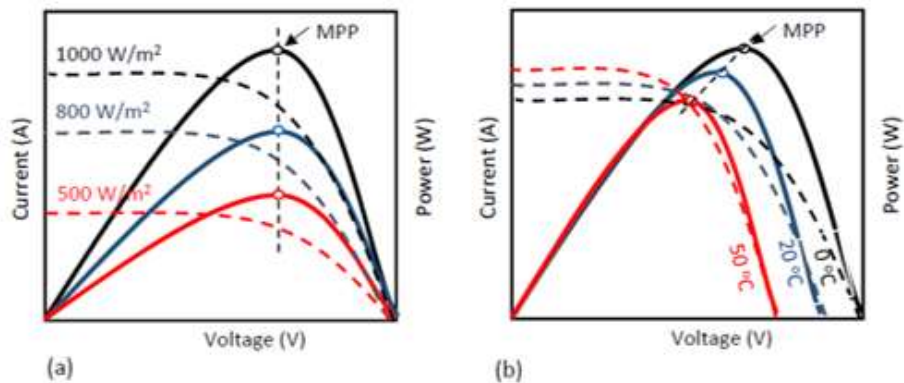 MPP
1000 W/m²
800 W/m²
500 W/m²
Current (A)
Power (W)
Voltage (V)
(a)
MPP
Current (A)
Power (W)
50 °C
20 °C
0 °C
Voltage (V)
(b)